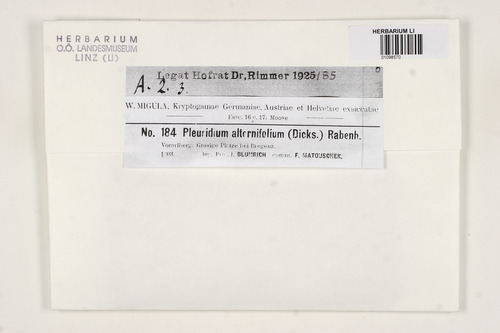 HERBARIUM
O.Ö. LANDESMUSEUM
LINZ (LI)
HERBARIUM LI
Legat Hofrat Dr, Rimmer 1925/35
A. 2. 3.
W. MIGULA, Kryptogamae Germaniae, Austriae et Helvetiae exsiccatae
Fasc. 16 u. 17. Moose
No. 184 Pleuridium alternifolium (Dicks.) Rabenh.
Vorarlberg: Grasige Plätze bei Bregenz.
leg. Prof. J. BLUMRICH comm. F. MATOUSCHEK.